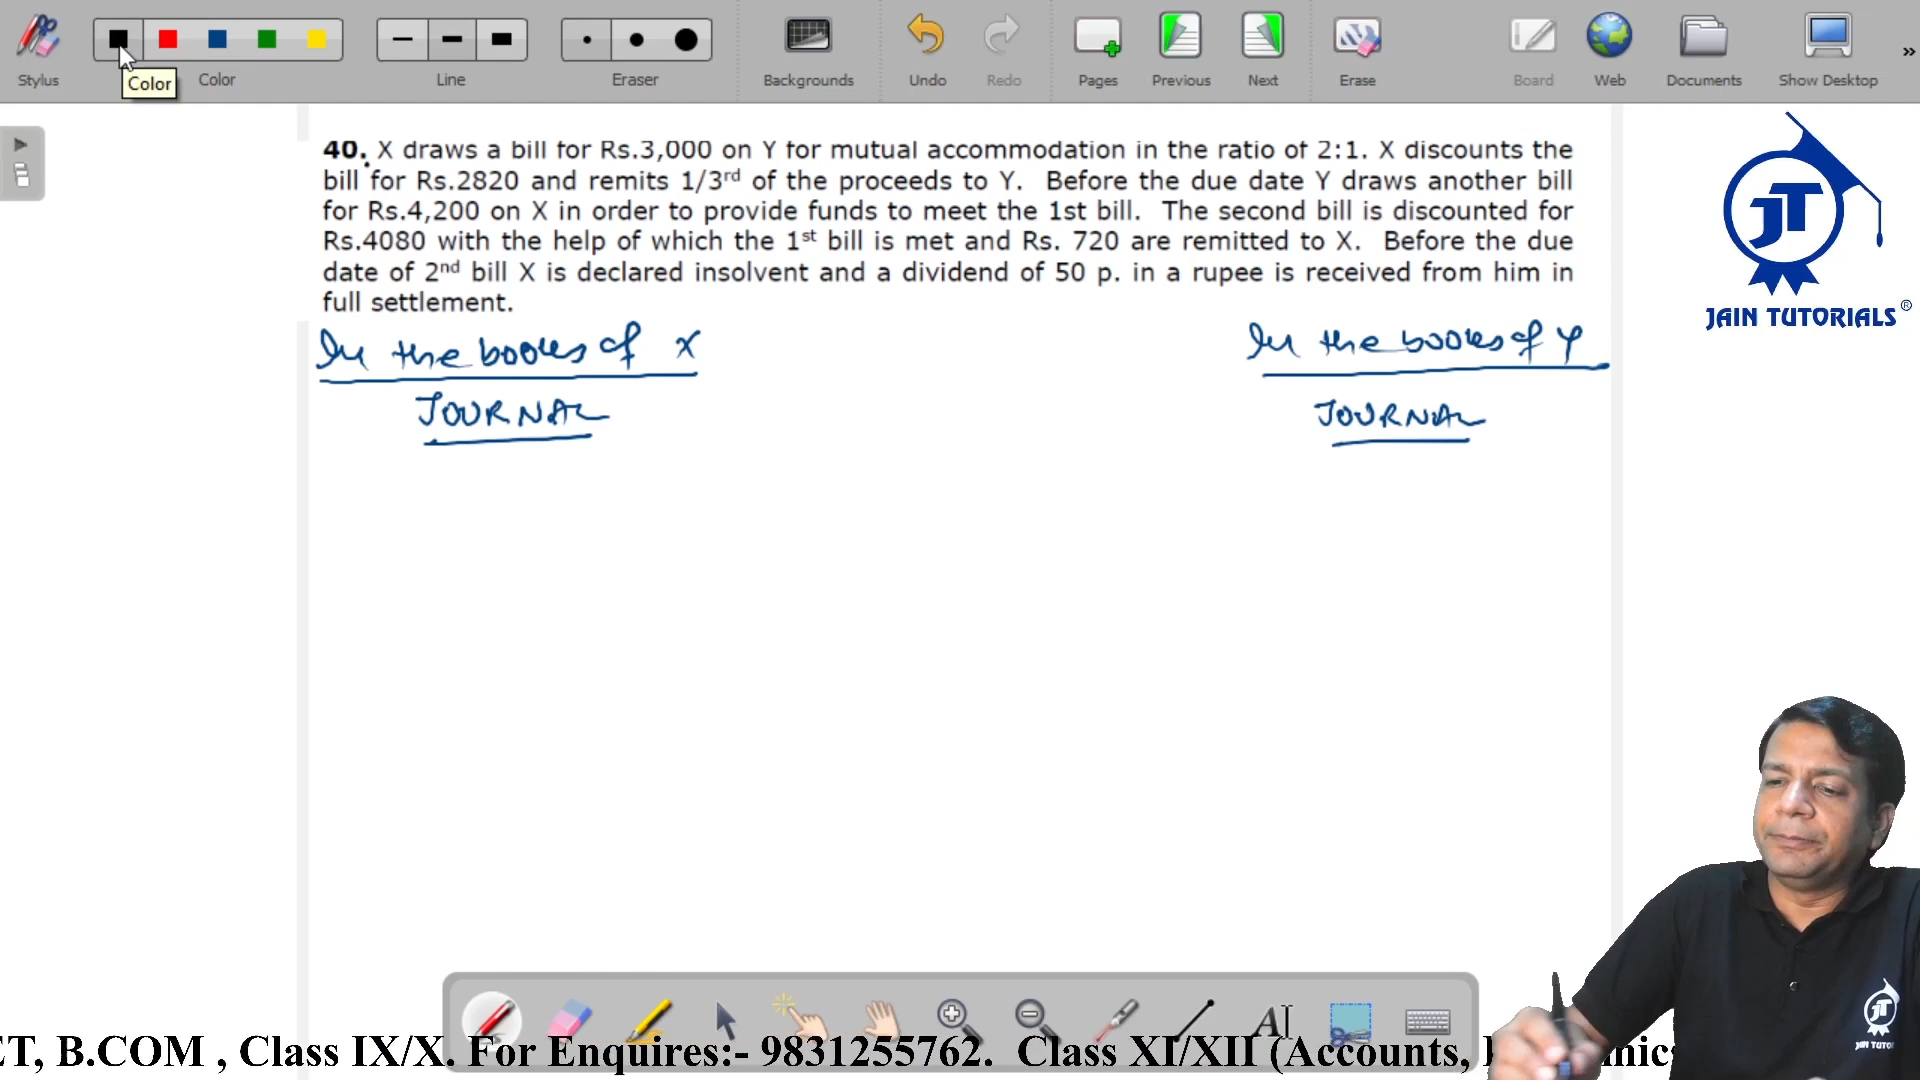 Stylus
Color
Color
Line
Eraser
Backgrounds
Undo
Redo
Pages
Previous
Next
Erase
Board
Web
Documents
Show Desktop
»
40. X draws a bill for Rs.3,000 on Y for mutual accommodation in the ratio of 2:1. X discounts the
bill for Rs.2820 and remits 1/3rd of the proceeds to Y. Before the due date Y draws another bill
for Rs.4,200 on X in order to provide funds to meet the 1st bill. The second bill is discounted for
Rs.4080 with the help of which the 1st bill is met and Rs. 720 are remitted to X. Before the due
date of 2nd bill X is declared insolvent and a dividend of 50 p. in a rupee is received from him in
full settlement.
JT
JAIN TUTORIALS®
In the books of X
JOURNAL
In the books of Y
JOURNAL
JT
JAIN TUTO
ET, B.COM , Class IX/X. For Enquires:- 9831255762. Class XI/XII (Accounts,